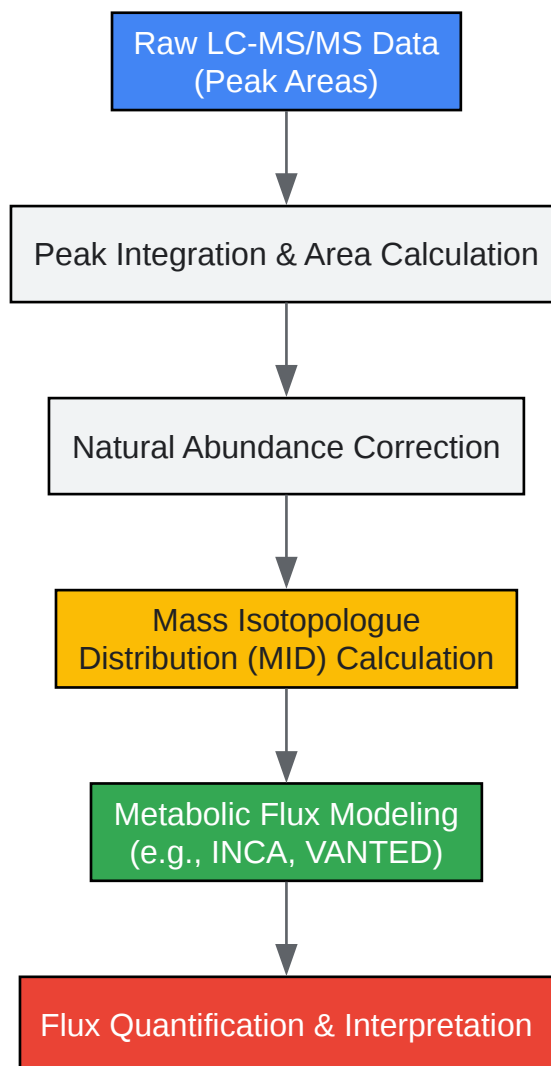 Raw LC-MS/MS Data
(Peak Areas)
Peak Integration & Area Calculation
Natural Abundance Correction
Mass Isotopologue
Distribution (MID) Calculation
Metabolic Flux Modeling
(e.g., INCA, VANTED)
Flux Quantification & Interpretation